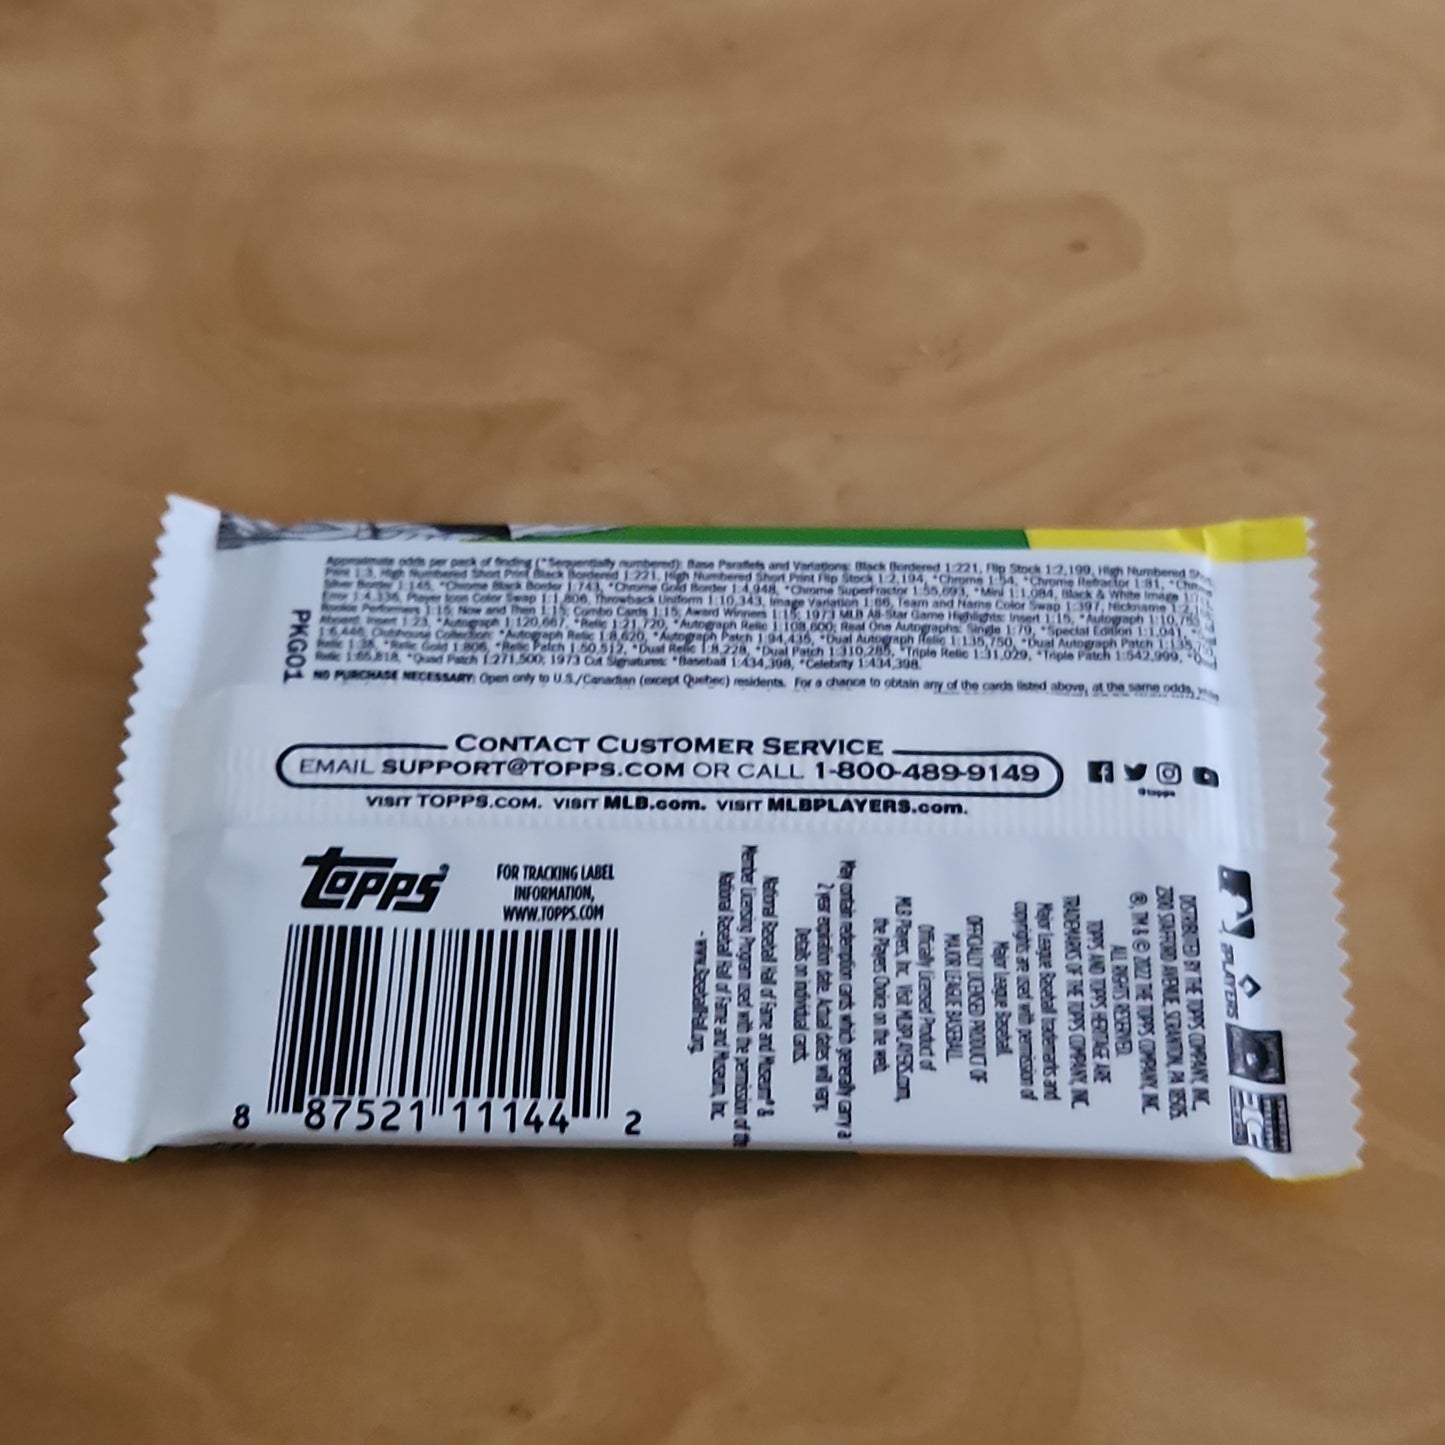 Approximate odds per pack of finding (*Sequentially numbered): Base Parallels and Variations: Black Bordered 1:221, Flip Stock 1:2,199, High Numbered
Print 1:3, High Numbered Short Print Black Bordered 1:221, High Numbered Short Print Flip Stock 1:2,194, *Chrome 1:54, *Chrome Refractor 1:81,
Silver Border 1:145, *Chrome Black Border 1:743, *Chrome Gold Border 1:4,948, *Chrome SuperFractor 1:55,693, *Mini 1:1,084, Black & White Image
Error 1:4,336, Player Icon Color Swap 1:1,806, Throwback Uniform 1:10,343, Image Variation 1:66, Team and Name Color Swap 1:397, Nickname
Rookie Performers 1:15; Now and Then 1:15; Combo Cards 1:15; Award Winners 1:15; 1973 MLB All-Star Game Highlights: Insert 1:15, *Autograph
Aboard: Insert 1:23, *Autograph 1:120,667, *Relic 1:21,720, *Autograph Relic 1:108,600; Real One Autographs: Single 1:79, *Special Edition 1:1,041,
1:6,446, Clubhouse Collection: *Autograph Relic 1:8,620, *Autograph Patch 1:94,435, *Dual Autograph Relic 1:135,750, *Dual Autograph Patch
Relic 1:38, *Relic Gold 1:806, *Relic Patch 1:50,512, *Dual Relic 1:8,228, *Dual Patch 1:310,285, *Triple Relic 1:31,029, *Triple Patch 1:542,999,
Relic 1:65,818, *Quad Patch 1:271,500; 1973 Cut Signatures: *Baseball 1:434,398, *Celebrity 1:434,398.
NO PURCHASE NECESSARY: Open only to U.S./Canadian (except Quebec) residents. For a chance to obtain any of the cards listed above, at the same odds,
PKG01
CONTACT CUSTOMER SERVICE
EMAIL SUPPORT@TOPPS.COM OR CALL 1-800-489-9149
VISIT TOPPS.COM. VISIT MLB.com. VISIT MLBPLAYERS.com.
@topps
Topps®
FOR TRACKING LABEL
INFORMATION,
WWW.TOPPS.COM
8 87521 11144 2
PLAYERS
DISTRIBUTED BY THE TOPPS COMPANY, INC.,
2500 STAFFORD AVENUE, SCRANTON, PA 18505.
®, TM & © 2022 THE TOPPS COMPANY, INC.
ALL RIGHTS RESERVED.
TOPPS AND TOPPS HERITAGE ARE
TRADEMARKS OF THE TOPPS COMPANY, INC.
Major League Baseball trademarks and
copyrights are used with permission of
Major League Baseball.
OFFICIALLY LICENSED PRODUCT OF
MAJOR LEAGUE BASEBALL
Officially Licensed Product of
MLB Players, Inc. Visit MLBPLAYERS.com,
the Players Choice on the web.
May contain redemption cards which generally carry a
2 year expiration date. Actual dates will vary.
Details on individual cards.
National Baseball Hall of Fame and Museum® &
Member Licensing Program used with the permission of the
National Baseball Hall of Fame and Museum, Inc.
- www.BaseballHall.org.